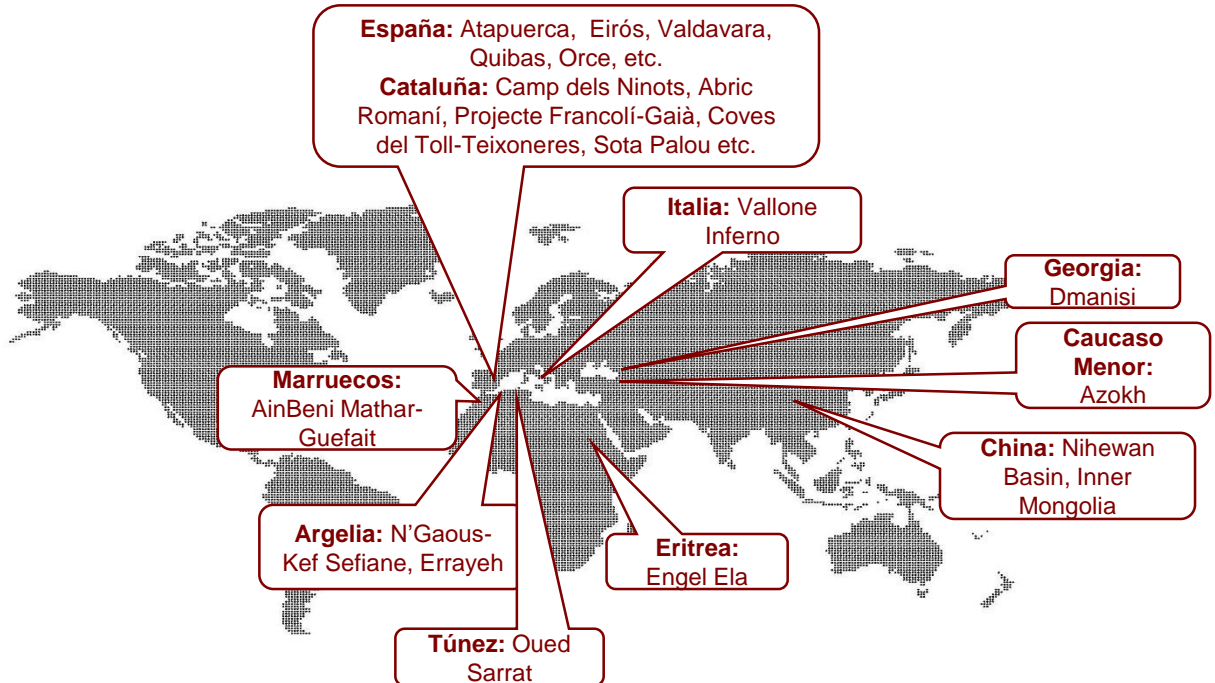 España: Atapuerca, Eirós, Valdavara,
Quibas, Orce, etc.
Cataluña: Camp dels Ninots, Abric
Romaní, Projecte Francolí-Gaià, Coves
del Toll-Teixoneres, Sota Palou etc.
Italia: Vallone
Inferno
Georgia:
Dmanisi
Caucaso
Menor:
Azokh
Marruecos:
AinBeni Mathar-
Guefait
China: Nihewan
Basin, Inner
Mongolia
Argelia: N’Gaous-
Kef Sefiane, Errayeh
Eritrea:
Engel Ela
Túnez: Oued
Sarrat